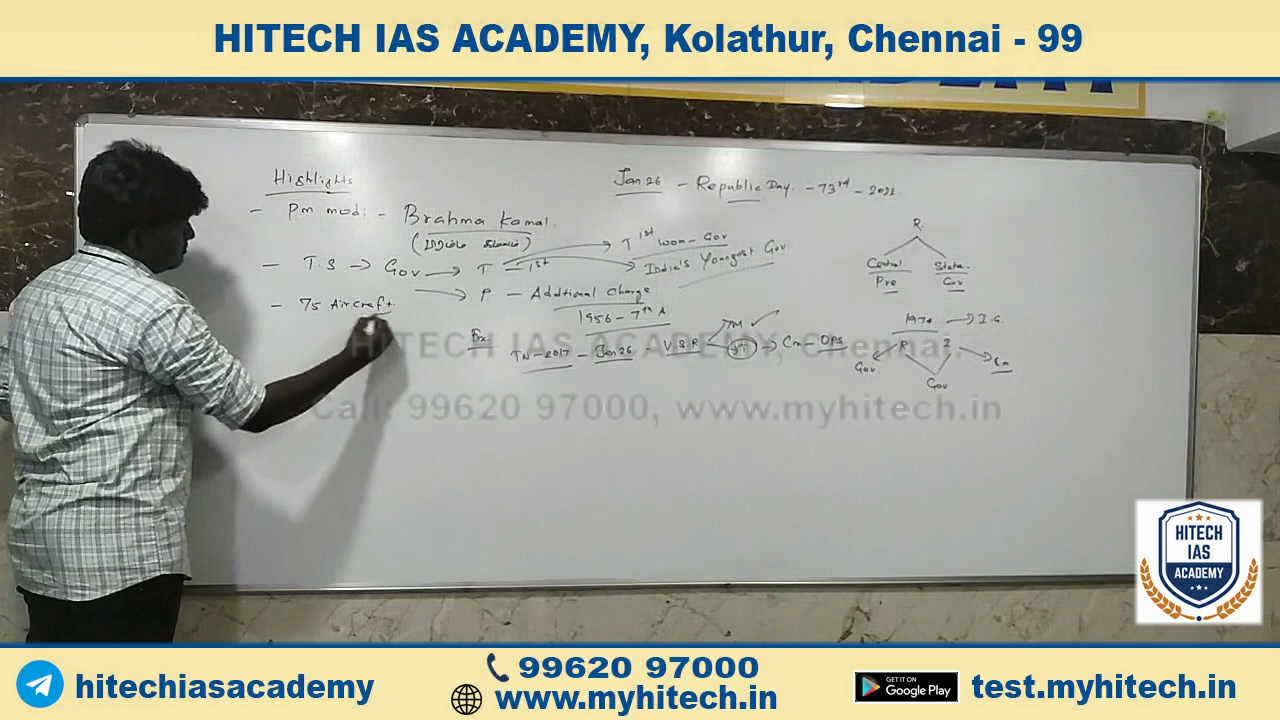 HITECH IAS ACADEMY, Kolathur, Chennai - 99
Highlights
Jan 26 - Republic Day. - 73rd - 2022
- Pm modi - Brahma Kamal.
(பிரம்ம கமலம்)
- T.S → Gov → T - 1st
→ T 1st Wom-Gov
→ India's Youngest Gov
→ P - Addtional Charge
1956 - 7th A
- 75 Aircraft
Ex:
TN-2017 - Jan 26 - V.S.R
M ✓
→ Cm - OPS
R.
Central State
Pre Gov
1974 → I.G.
R I
Gov. Cm
Gov
HITECH IAS ACADEMY, Chennai.
Call: 99620 97000, www.myhitech.in
HITECH
IAS
ACADEMY
hitechiasacademy
99620 97000
www.myhitech.in
GET IT ON
Google Play
test.myhitech.in